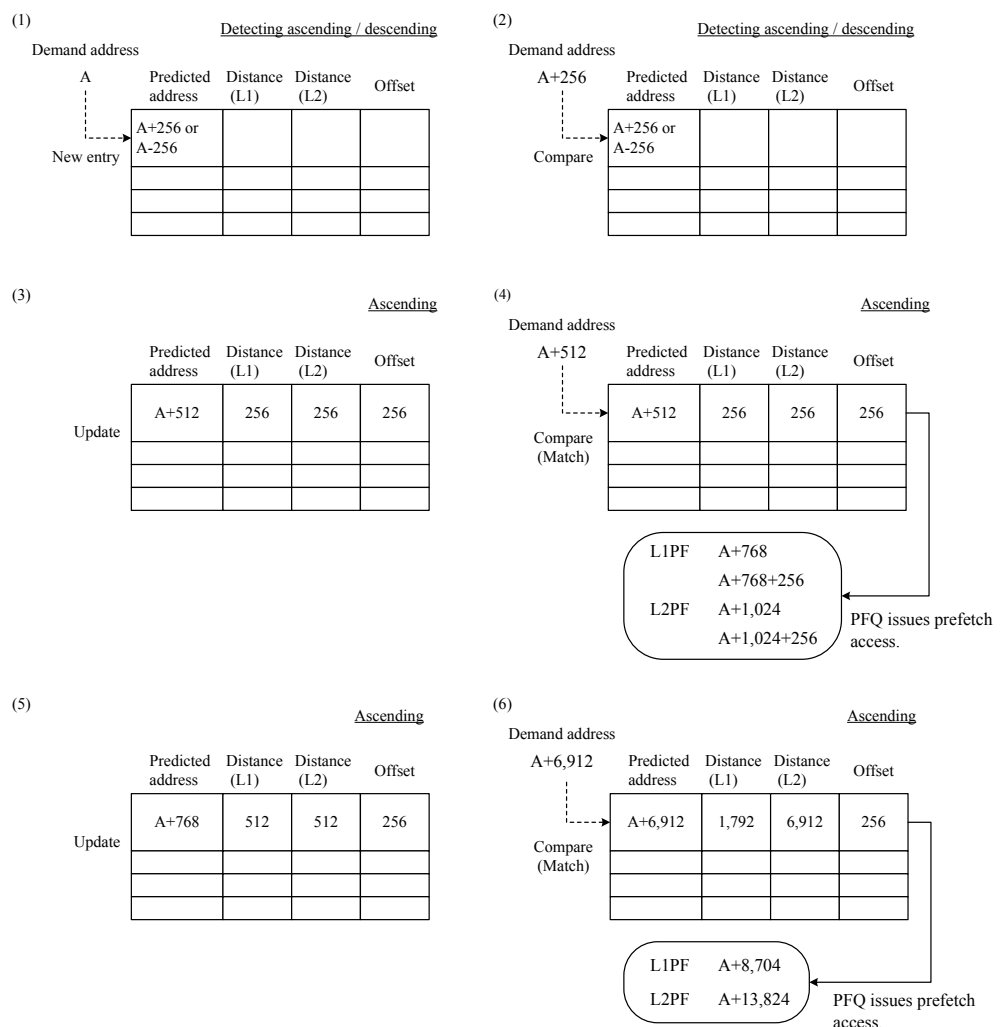 (1)
Detecting ascending / descending
Demand address
A
Predicted address
Distance (L1)
Distance (L2)
Offset
A+256 or
A-256
New entry
(2)
Detecting ascending / descending
Demand address
A+256
Predicted address
Distance (L1)
Distance (L2)
Offset
A+256 or
A-256
Compare
(3)
Ascending
Predicted address
Distance (L1)
Distance (L2)
Offset
Update
A+512 256 256 256
(4)
Ascending
Demand address
A+512
Predicted address
Distance (L1)
Distance (L2)
Offset
A+512 256 256 256
Compare
(Match)
L1PF A+768
A+768+256
L2PF A+1,024
A+1,024+256
PFQ issues prefetch
access.
(5)
Ascending
Predicted address
Distance (L1)
Distance (L2)
Offset
Update
A+768 512 512 256
(6)
Ascending
Demand address
A+6,912
Predicted address
Distance (L1)
Distance (L2)
Offset
A+6,912 1,792 6,912 256
Compare
(Match)
L1PF A+8,704
L2PF A+13,824
PFQ issues prefetch
access.